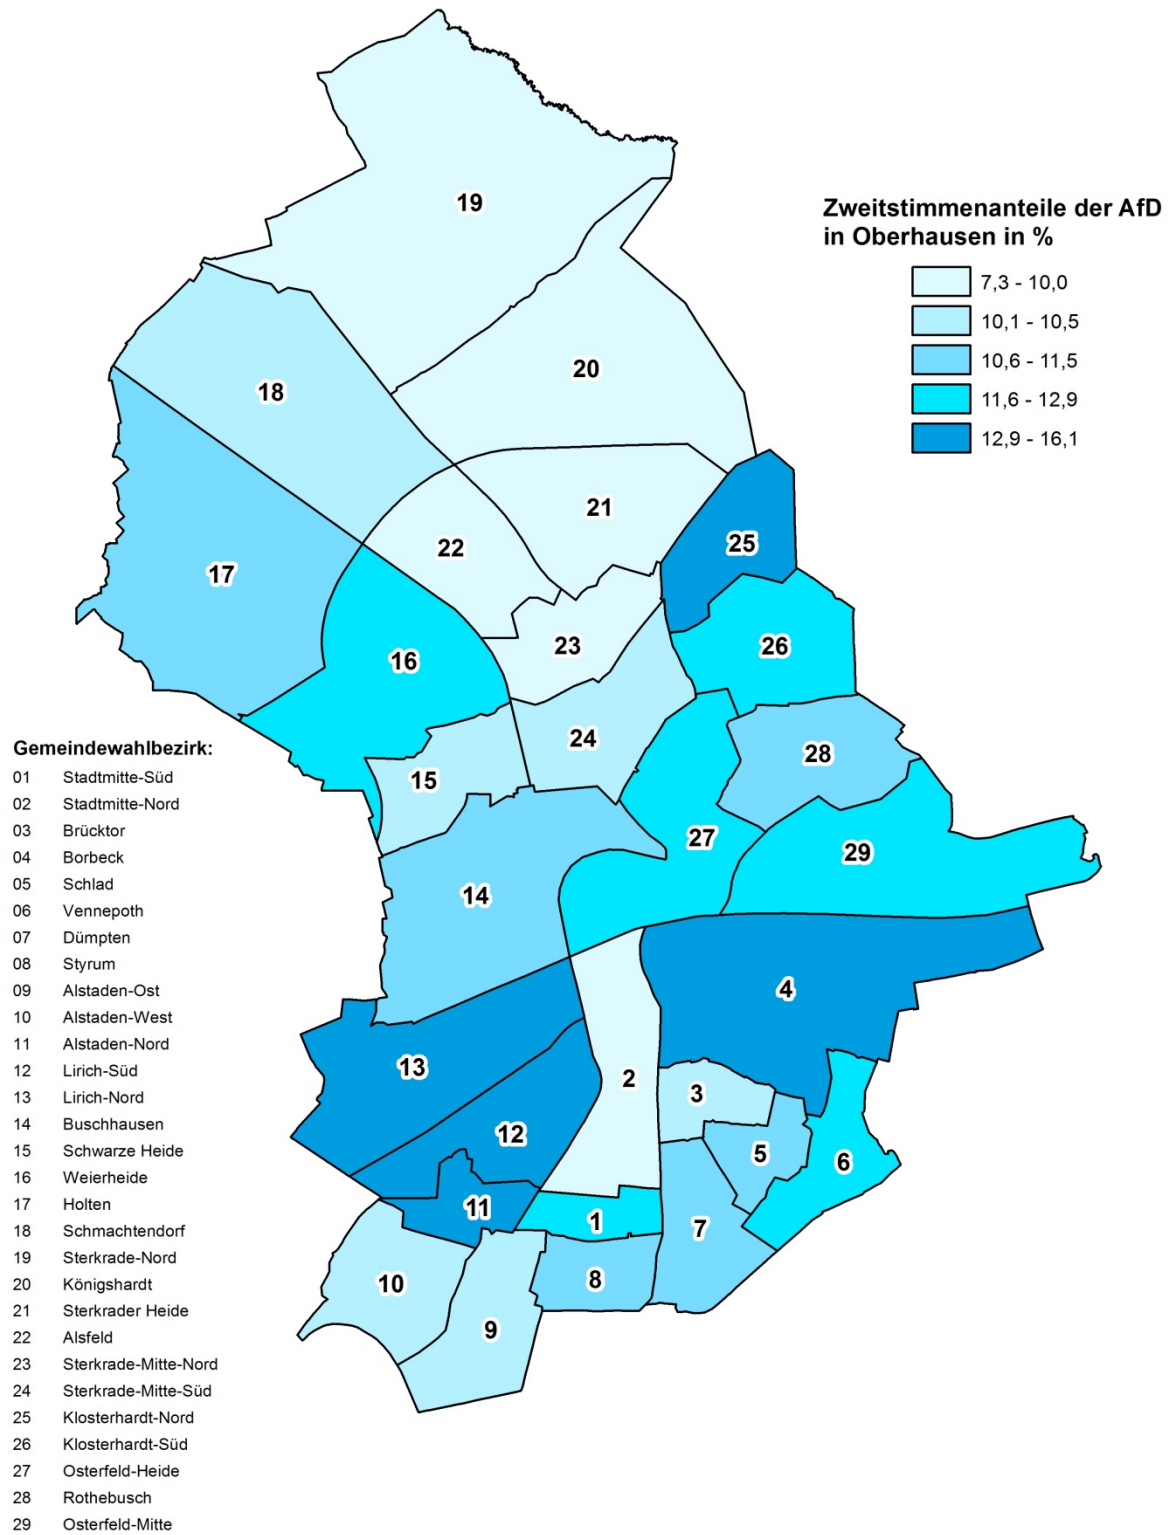 Zweitstimmenanteile der AfD
in Oberhausen in %
7,3 - 10,0
10,1 - 10,5
10,6 - 11,5
11,6 - 12,9
12,9 - 16,1
19
20
18
21
22
25
17
23
26
16
24
28
15
27
29
14
4
13
2
3
12
5
6
11
1
7
8
10
9
Gemeindewahlbezirk:
01 Stadtmitte-Süd
02 Stadtmitte-Nord
03 Brücktor
04 Borbeck
05 Schlad
06 Vennepoth
07 Dümpten
08 Styrum
09 Alstaden-Ost
10 Alstaden-West
11 Alstaden-Nord
12 Lirich-Süd
13 Lirich-Nord
14 Buschhausen
15 Schwarze Heide
16 Weierheide
17 Holten
18 Schmachtendorf
19 Sterkrade-Nord
20 Königshardt
21 Sterkrader Heide
22 Alsfeld
23 Sterkrade-Mitte-Nord
24 Sterkrade-Mitte-Süd
25 Klosterhardt-Nord
26 Klosterhardt-Süd
27 Osterfeld-Heide
28 Rothebusch
29 Osterfeld-Mitte